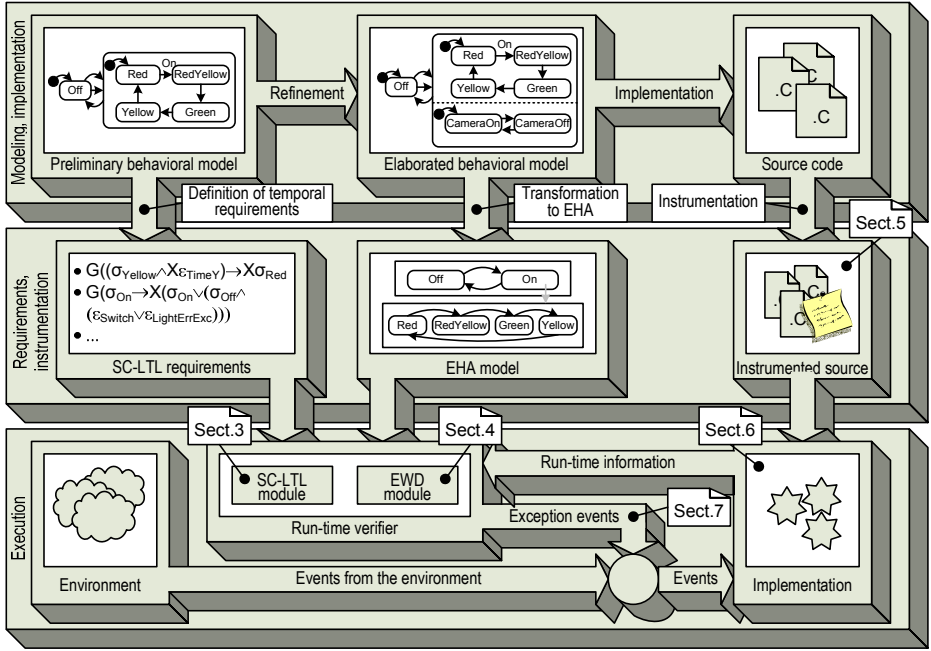 Modeling, implementation
On
Red
RedYellow
Off
Yellow
Green
Preliminary behavioral model
Refinement
On
Red
RedYellow
Off
Yellow
Green
CameraOn
CameraOff
Elaborated behavioral model
Implementation
.C
.C
.C
Source code
Definition of temporal
requirements
Transformation
to EHA
Instrumentation
Sect.5
Requirements,
instrumentation
• G((σYellow∧XεTimeY)→XσRed
• G(σOn→X(σOn∨(σOff∧
(εSwitch∨εLightErrExc)))
• ...
SC-LTL requirements
Off
On
Red
RedYellow
Green
Yellow
EHA model
.C
.C
Instrumented source
Sect.3
Sect.4
Sect.6
Execution
Environment
SC-LTL
module
EWD
module
Run-time verifier
Run-time information
Exception events
Sect.7
Events from the environment
Events
Implementation